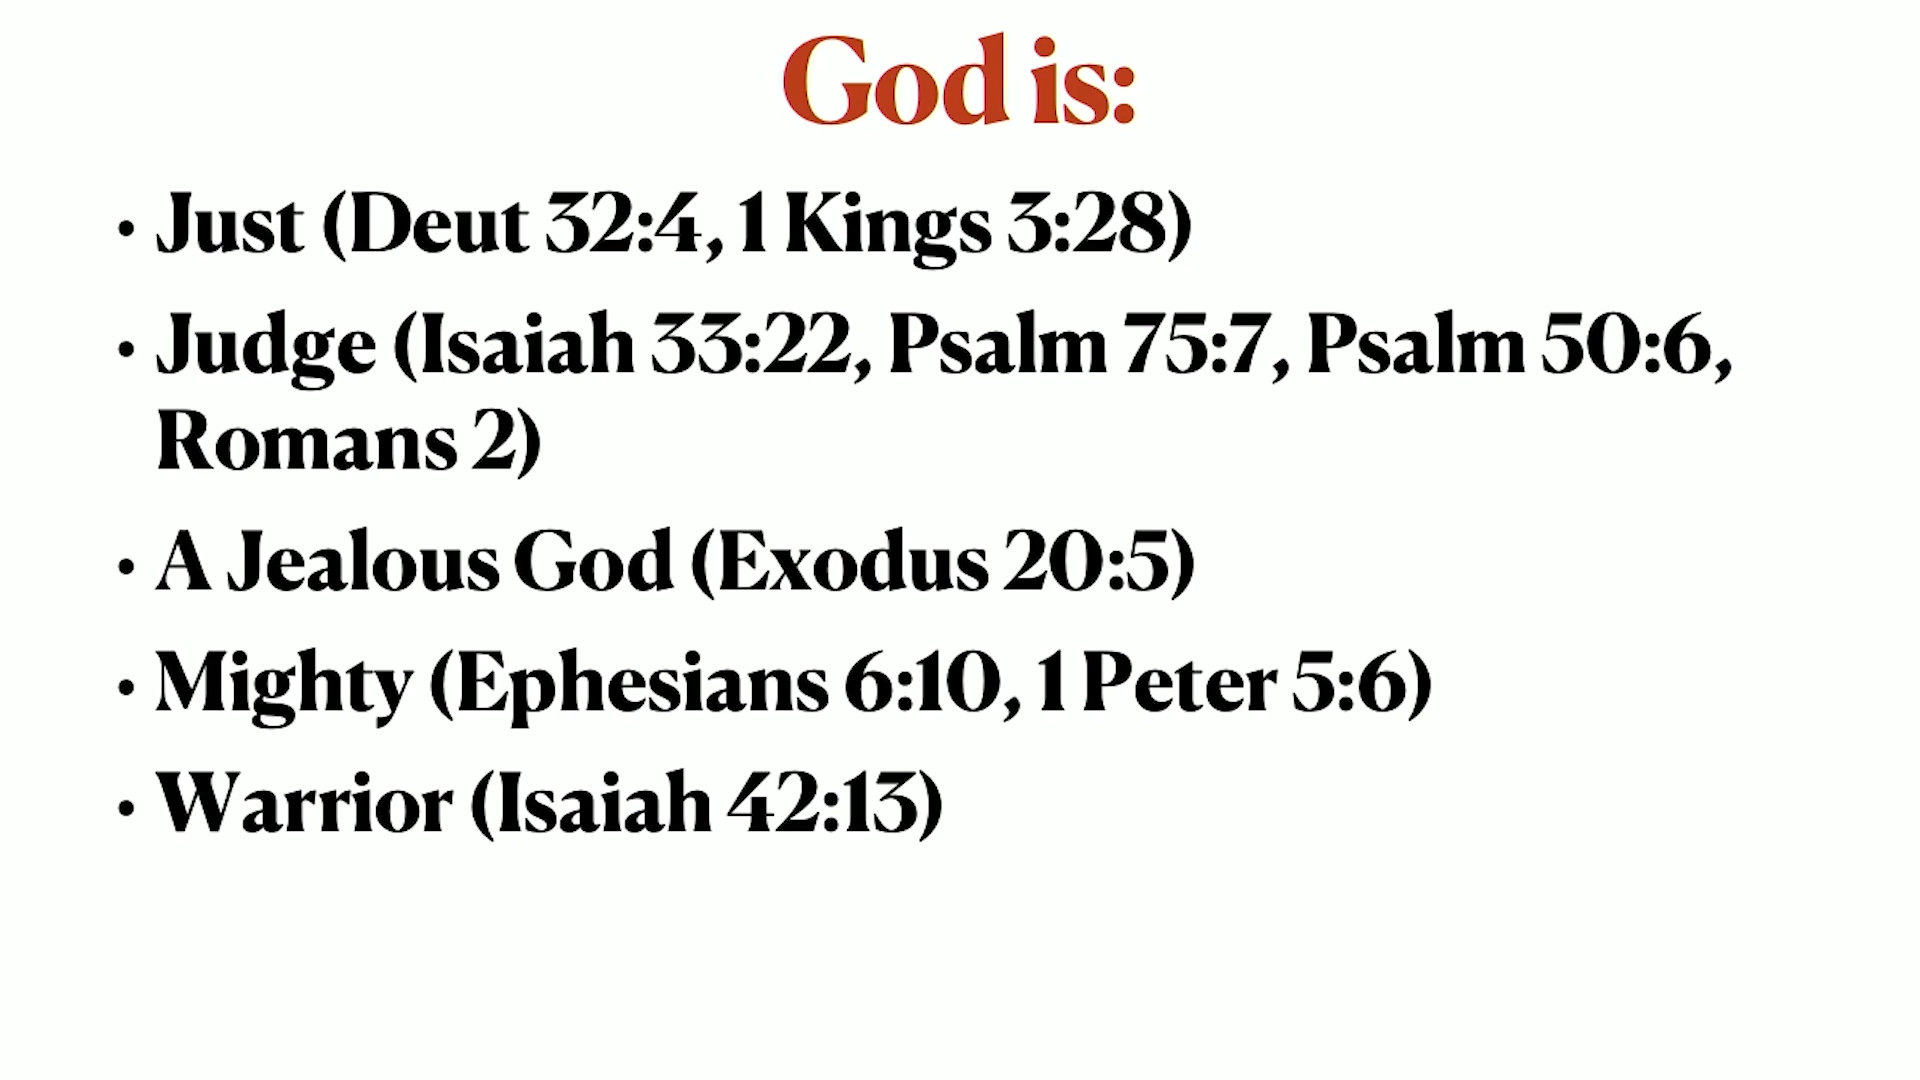 God is:
• Just (Deut 32:4, 1 Kings 3:28)
• Judge (Isaiah 33:22, Psalm 75:7, Psalm 50:6,
Romans 2)
• A Jealous God (Exodus 20:5)
• Mighty (Ephesians 6:10, 1 Peter 5:6)
• Warrior (Isaiah 42:13)